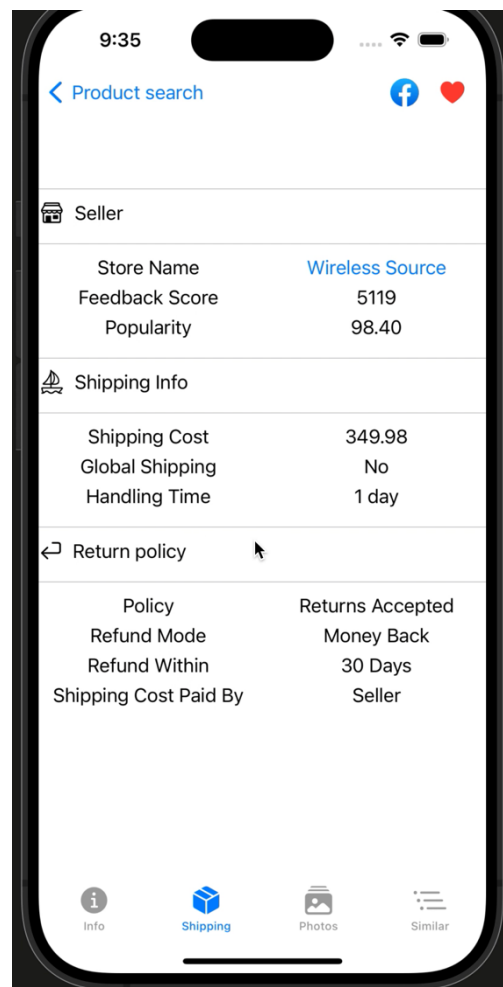 9:35
Product search
Seller
Store Name Wireless Source
Feedback Score 5119
Popularity 98.40
Shipping Info
Shipping Cost 349.98
Global Shipping No
Handling Time 1 day
Return policy
Policy Returns Accepted
Refund Mode Money Back
Refund Within 30 Days
Shipping Cost Paid By Seller
Info Shipping Photos Similar